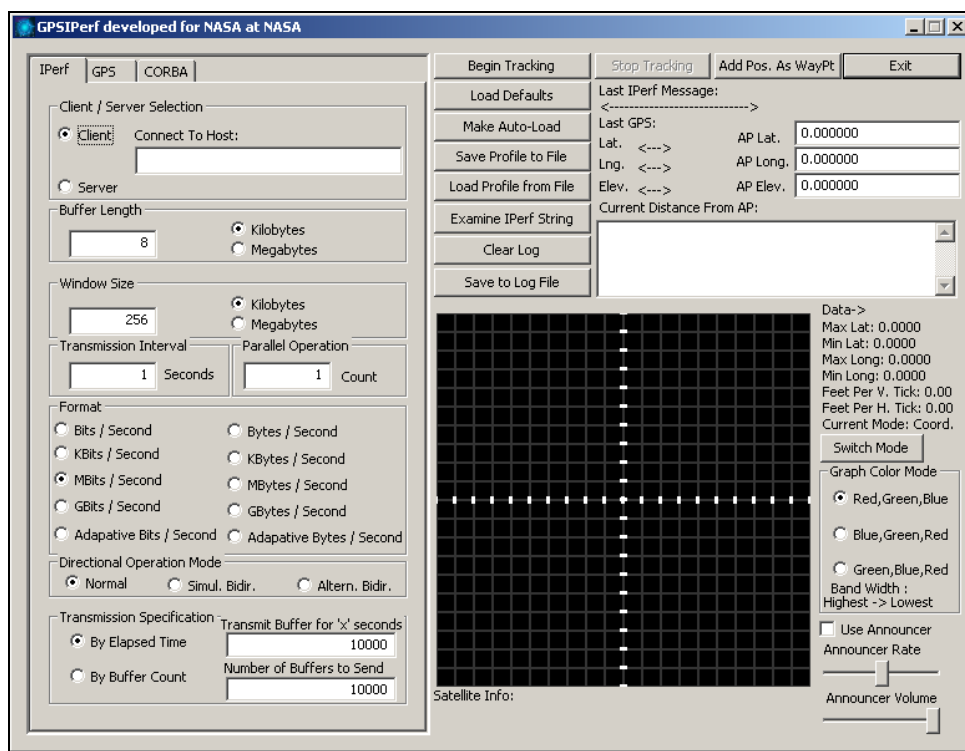 GPSIPerf developed for NASA at NASA
IPerf
GPS
CORBA
Client / Server Selection
Client
Connect To Host:
Server
Buffer Length
8
Kilobytes
Megabytes
Window Size
256
Kilobytes
Megabytes
Transmission Interval
1 Seconds
Parallel Operation
1 Count
Format
Bits / Second
Bytes / Second
KBits / Second
KBytes / Second
MBits / Second
MBytes / Second
GBits / Second
GBytes / Second
Adapative Bits / Second
Adapative Bytes / Second
Directional Operation Mode
Normal
Simul. Bidir.
Altern. Bidir.
Transmission Specification
By Elapsed Time
Transmit Buffer for 'x' seconds
10000
By Buffer Count
Number of Buffers to Send
10000
Begin Tracking
Stop Tracking
Add Pos. As WayPt
Exit
Load Defaults
Make Auto-Load
Save Profile to File
Load Profile from File
Examine IPerf String
Clear Log
Save to Log File
Last IPerf Message:
<--------------------------->
Last GPS:
Lat. <--->
Lng. <--->
Elev. <--->
AP Lat. 0.000000
AP Long. 0.000000
AP Elev. 0.000000
Current Distance From AP:
Data->
Max Lat: 0.0000
Min Lat: 0.0000
Max Long: 0.0000
Min Long: 0.0000
Feet Per V. Tick: 0.00
Feet Per H. Tick: 0.00
Current Mode: Coord.
Switch Mode
Graph Color Mode
Red,Green,Blue
Blue,Green,Red
Green,Blue,Red
Band Width :
Highest -> Lowest
Use Announcer
Announcer Rate
Announcer Volume
Satellite Info: